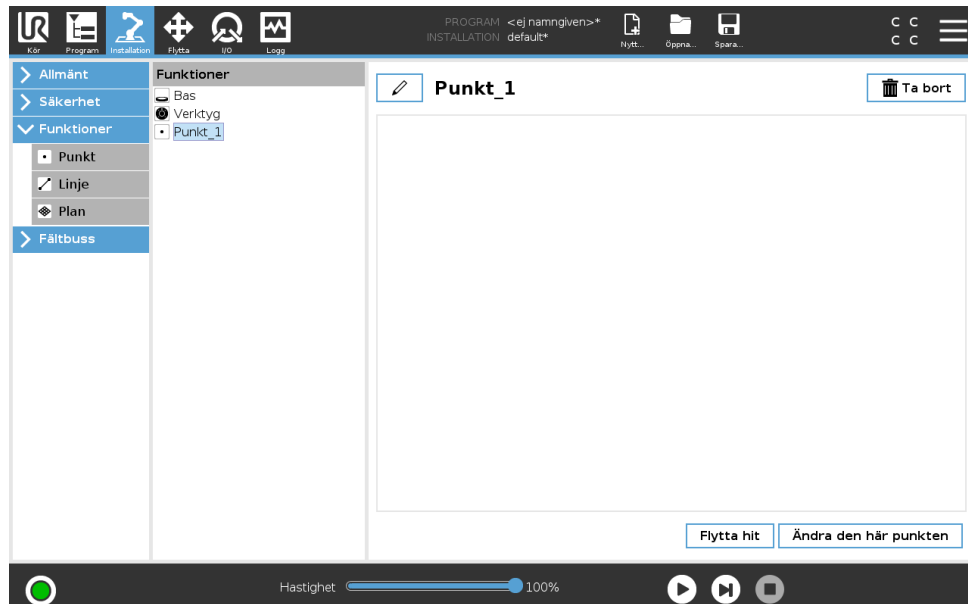 UR
PROGRAM <ej namngiven>*
INSTALLATION default*
Kör Program Installation Flytta I/O Logg
Nytt... Öppna... Spara...
C C
C C
Allmänt
Säkerhet
Funktioner
Punkt
Linje
Plan
Fältbuss
Funktioner
Bas
Verktyg
Punkt_1
Punkt_1
Ta bort
Flytta hit Ändra den här punkten
Hastighet 100%